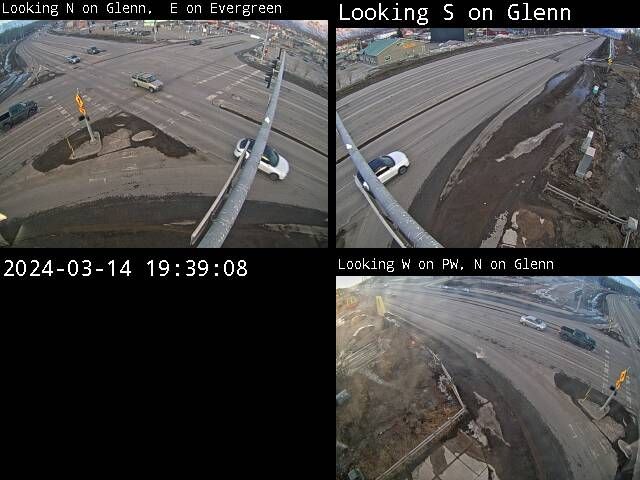 Looking N on Glenn, E on Evergreen
Looking S on Glenn
2024-03-14 19:39:08
Looking W on PW, N on Glenn